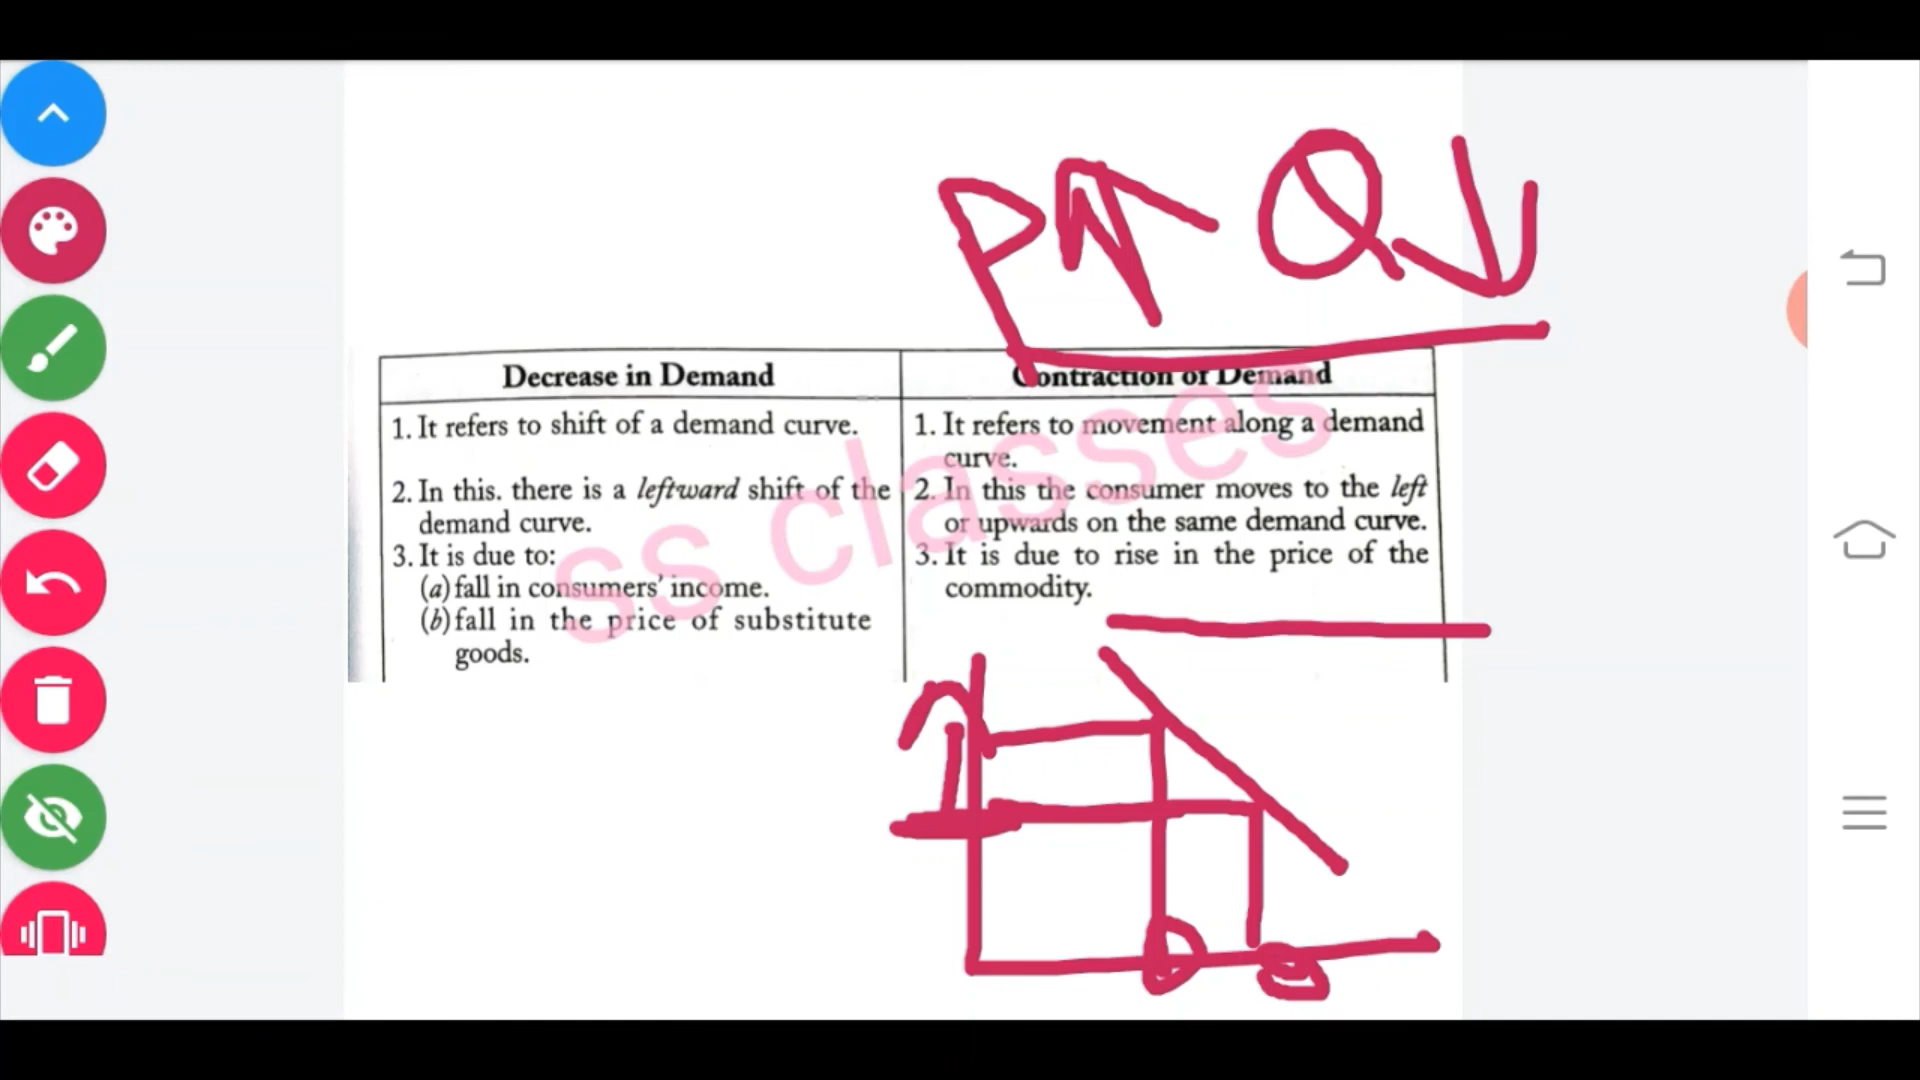 P↑ Q↓
Decrease in Demand
Contraction of Demand
1. It refers to shift of a demand curve.
2. In this. there is a leftward shift of the
demand curve.
3. It is due to:
(a) fall in consumers' income.
(b) fall in the price of substitute
goods.
1. It refers to movement along a demand
curve.
2. In this the consumer moves to the left
or upwards on the same demand curve.
3. It is due to rise in the price of the
commodity.
ss classes